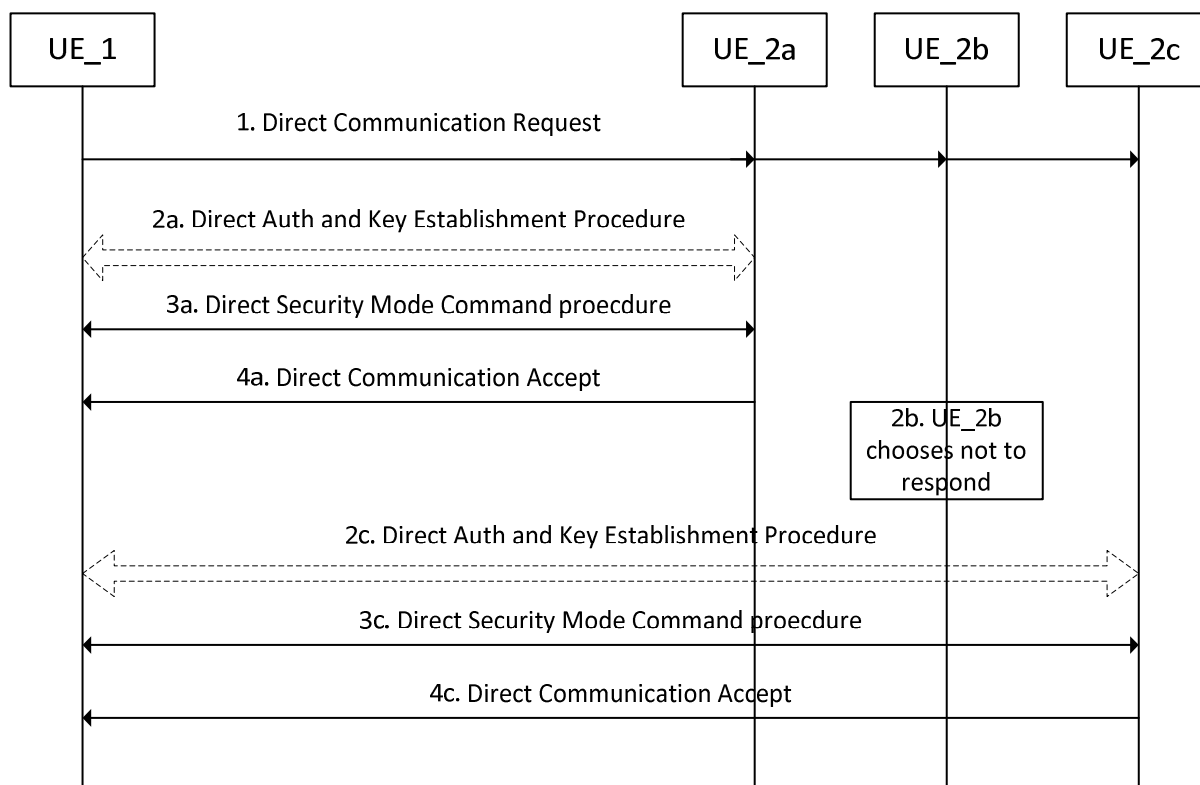 UE_1
UE_2a
UE_2b
UE_2c
1. Direct Communication Request
2a. Direct Auth and Key Establishment Procedure
3a. Direct Security Mode Command proecdure
4a. Direct Communication Accept
2b. UE_2b
chooses not to
respond
2c. Direct Auth and Key Establishment Procedure
3c. Direct Security Mode Command proecdure
4c. Direct Communication Accept